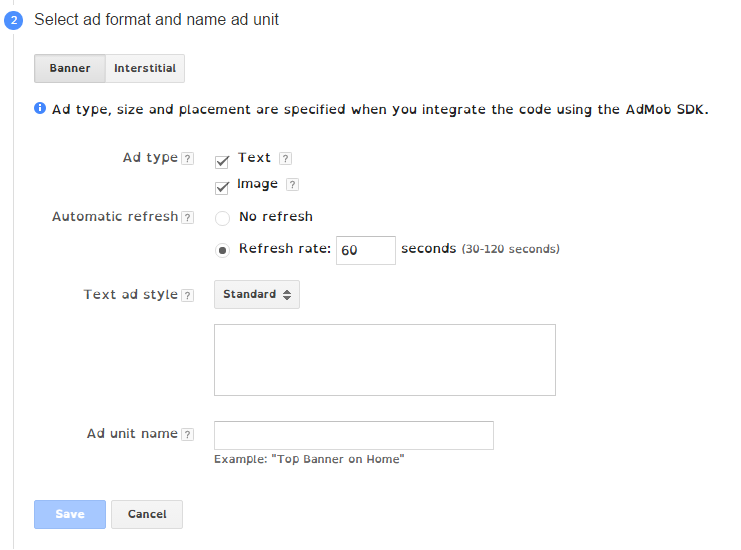 2 Select ad format and name ad unit
Banner Interstitial
i Ad type, size and placement are specified when you integrate the code using the AdMob SDK.
Ad type ? Text ?
Image ?
Automatic refresh ? No refresh
Refresh rate: 60 seconds (30-120 seconds)
Text ad style ? Standard
Ad unit name ?
Example: "Top Banner on Home"
Save Cancel